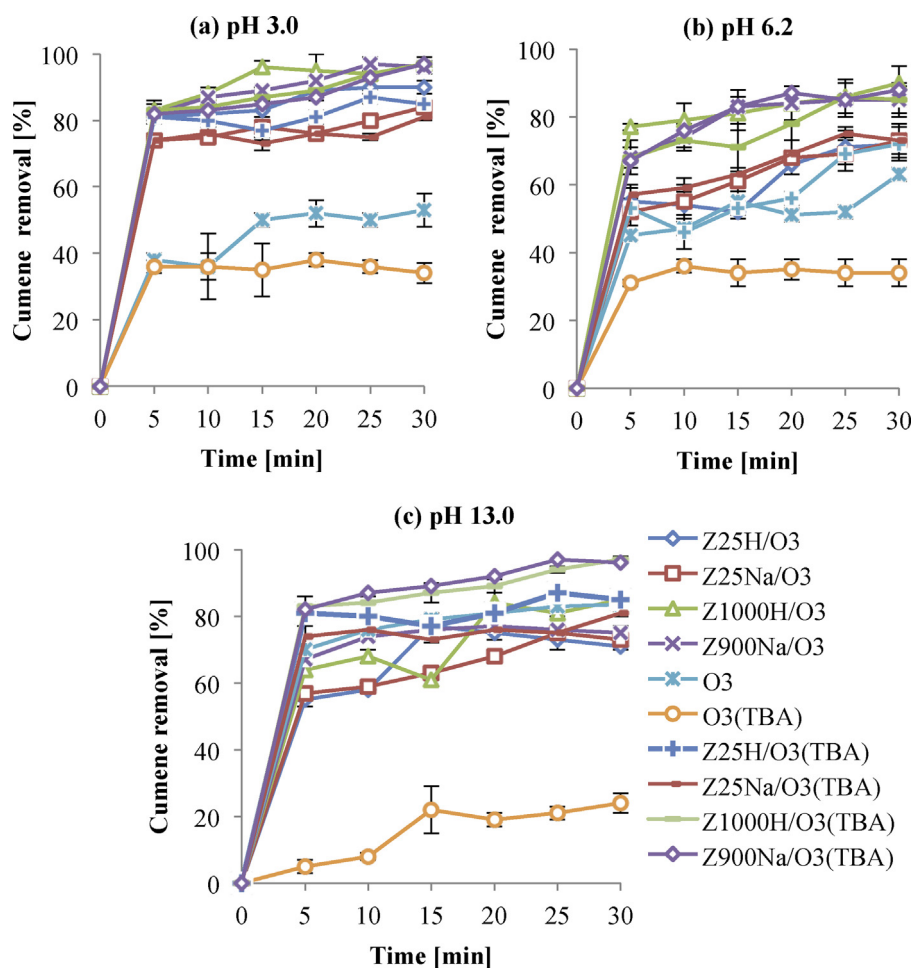 (a) pH 3.0
Cumene removal [%]
100
80
60
40
20
0
0 5 10 15 20 25 30
Time [min]
(b) pH 6.2
Cumene removal [%]
100
80
60
40
20
0
0 5 10 15 20 25 30
Time [min]
(c) pH 13.0
Cumene removal [%]
100
80
60
40
20
0
0 5 10 15 20 25 30
Time [min]
Z25H/O3
Z25Na/O3
Z1000H/O3
Z900Na/O3
O3
O3(TBA)
Z25H/O3(TBA)
Z25Na/O3(TBA)
Z1000H/O3(TBA)
Z900Na/O3(TBA)